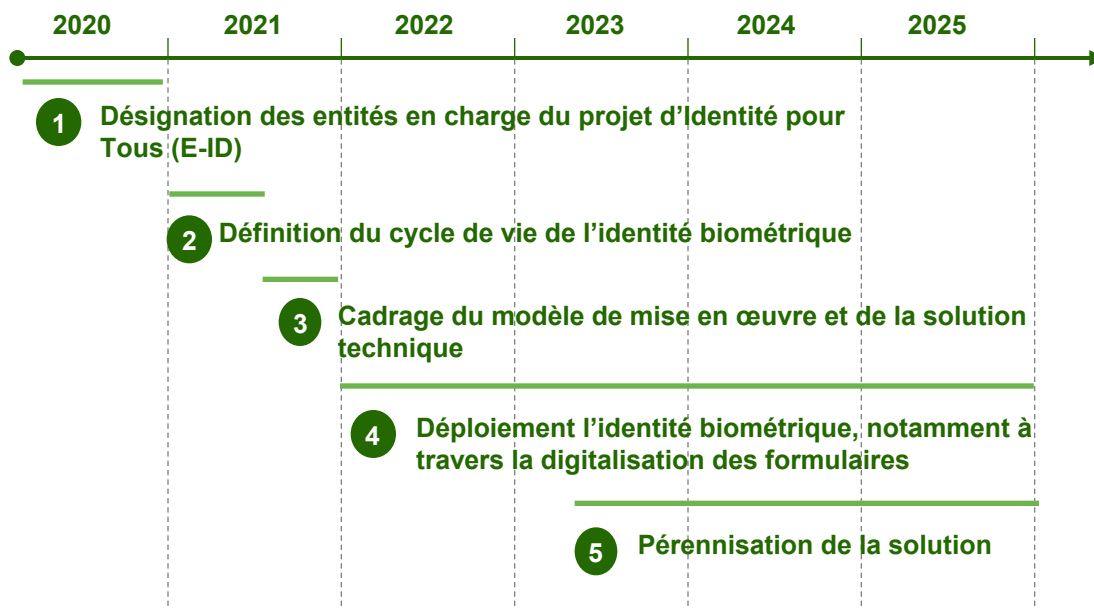 2020 2021 2022 2023 2024 2025
1 Désignation des entités en charge du projet d’Identité pour
Tous (E-ID)
2 Définition du cycle de vie de l’identité biométrique
3 Cadrage du modèle de mise en œuvre et de la solution
technique
4 Déploiement l’identité biométrique, notamment à
travers la digitalisation des formulaires
5 Pérennisation de la solution